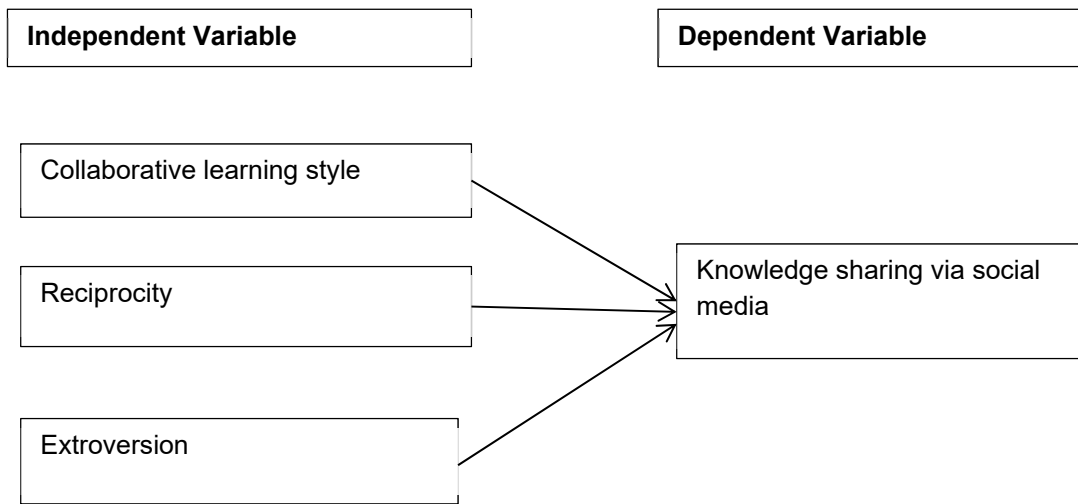 Independent Variable
Dependent Variable
Collaborative learning style
Reciprocity
Extroversion
Knowledge sharing via social
media